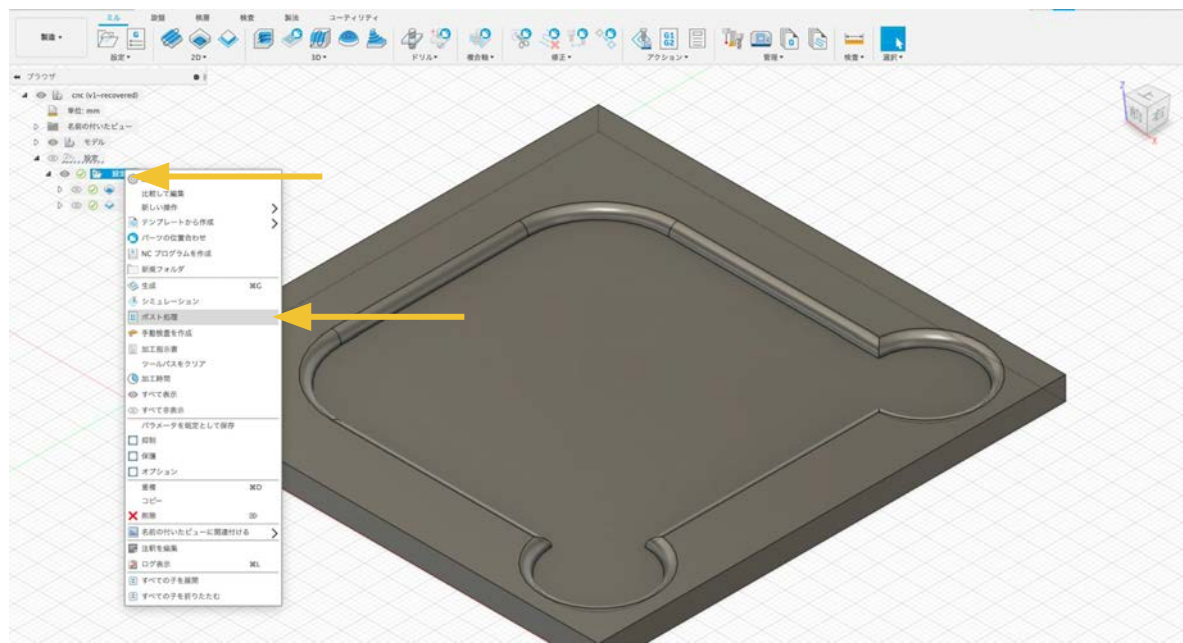 ミル 旋盤 積層 検査 製法 ユーティリティ
製造
G
G1
G2
G
設定 2D 3D ドリル 複合軸 修正 アクション 管理 検査 選択
ブラウザ
cnc (v1-recovered)
単位: mm
名前の付いたビュー
モデル
設定
設定
比較して編集
新しい操作
テンプレートから作成
パーツの位置合わせ
NC プログラムを作成
新規フォルダ
生成 ⌘G
シミュレーション
ポスト処理
手動検査を作成
加工指示書
ツールパスをクリア
加工時間
すべて表示
すべて非表示
パラメータを既定として保存
抑制
保護
オプション
重複 ⌘D
コピー
削除 ⌫
名前の付いたビューに関連付ける
注釈を編集
ログ表示 ⌘L
すべての子を展開
すべての子を折りたたむ
Z
X